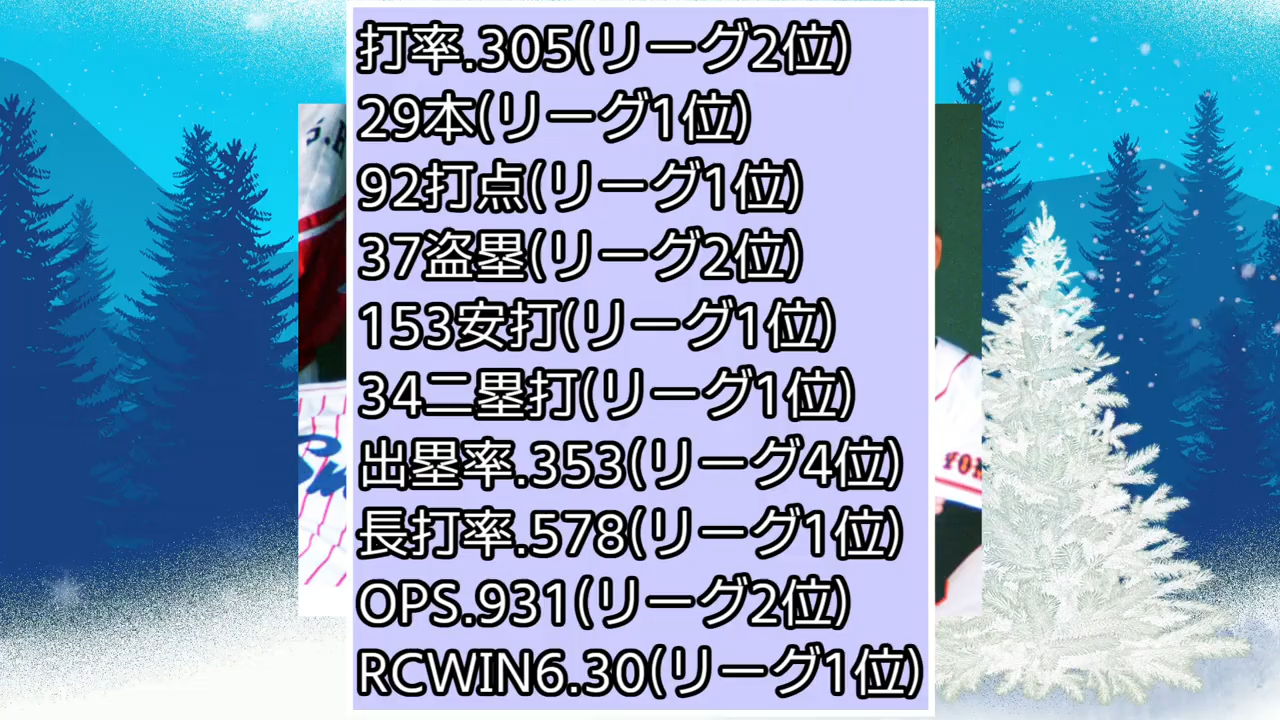 打率.305(リーグ2位)
29本(リーグ1位)
92打点(リーグ1位)
37盗塁(リーグ2位)
153安打(リーグ1位)
34二塁打(リーグ1位)
出塁率.353(リーグ4位)
長打率.578(リーグ1位)
OPS.931(リーグ2位)
RCWIN6.30(リーグ1位)